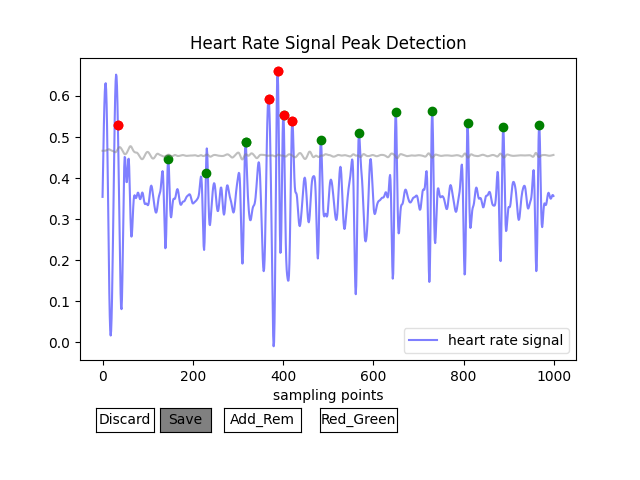 Heart Rate Signal Peak Detection
0.6
0.5
0.4
0.3
0.2
0.1
0.0
heart rate signal
0 200 400 600 800 1000
sampling points
Discard Save Add_Rem Red_Green